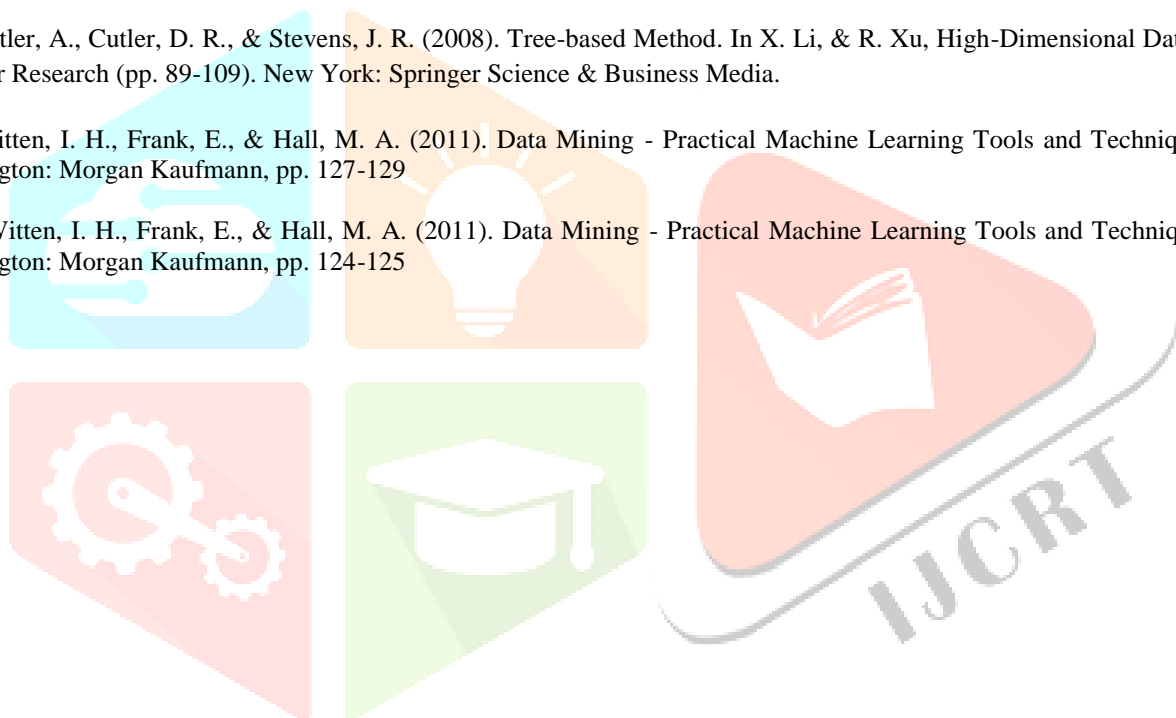 tler, A., Cutler, D. R., & Stevens, J. R. (2008). Tree-based Method. In X. Li, & R. Xu, High-Dimensional Dat
r Research (pp. 89-109). New York: Springer Science & Business Media.
itten, I. H., Frank, E., & Hall, M. A. (2011). Data Mining - Practical Machine Learning Tools and Techniq
gton: Morgan Kaufmann, pp. 127-129
Vitten, I. H., Frank, E., & Hall, M. A. (2011). Data Mining - Practical Machine Learning Tools and Techniq
gton: Morgan Kaufmann, pp. 124-125
IJCRT